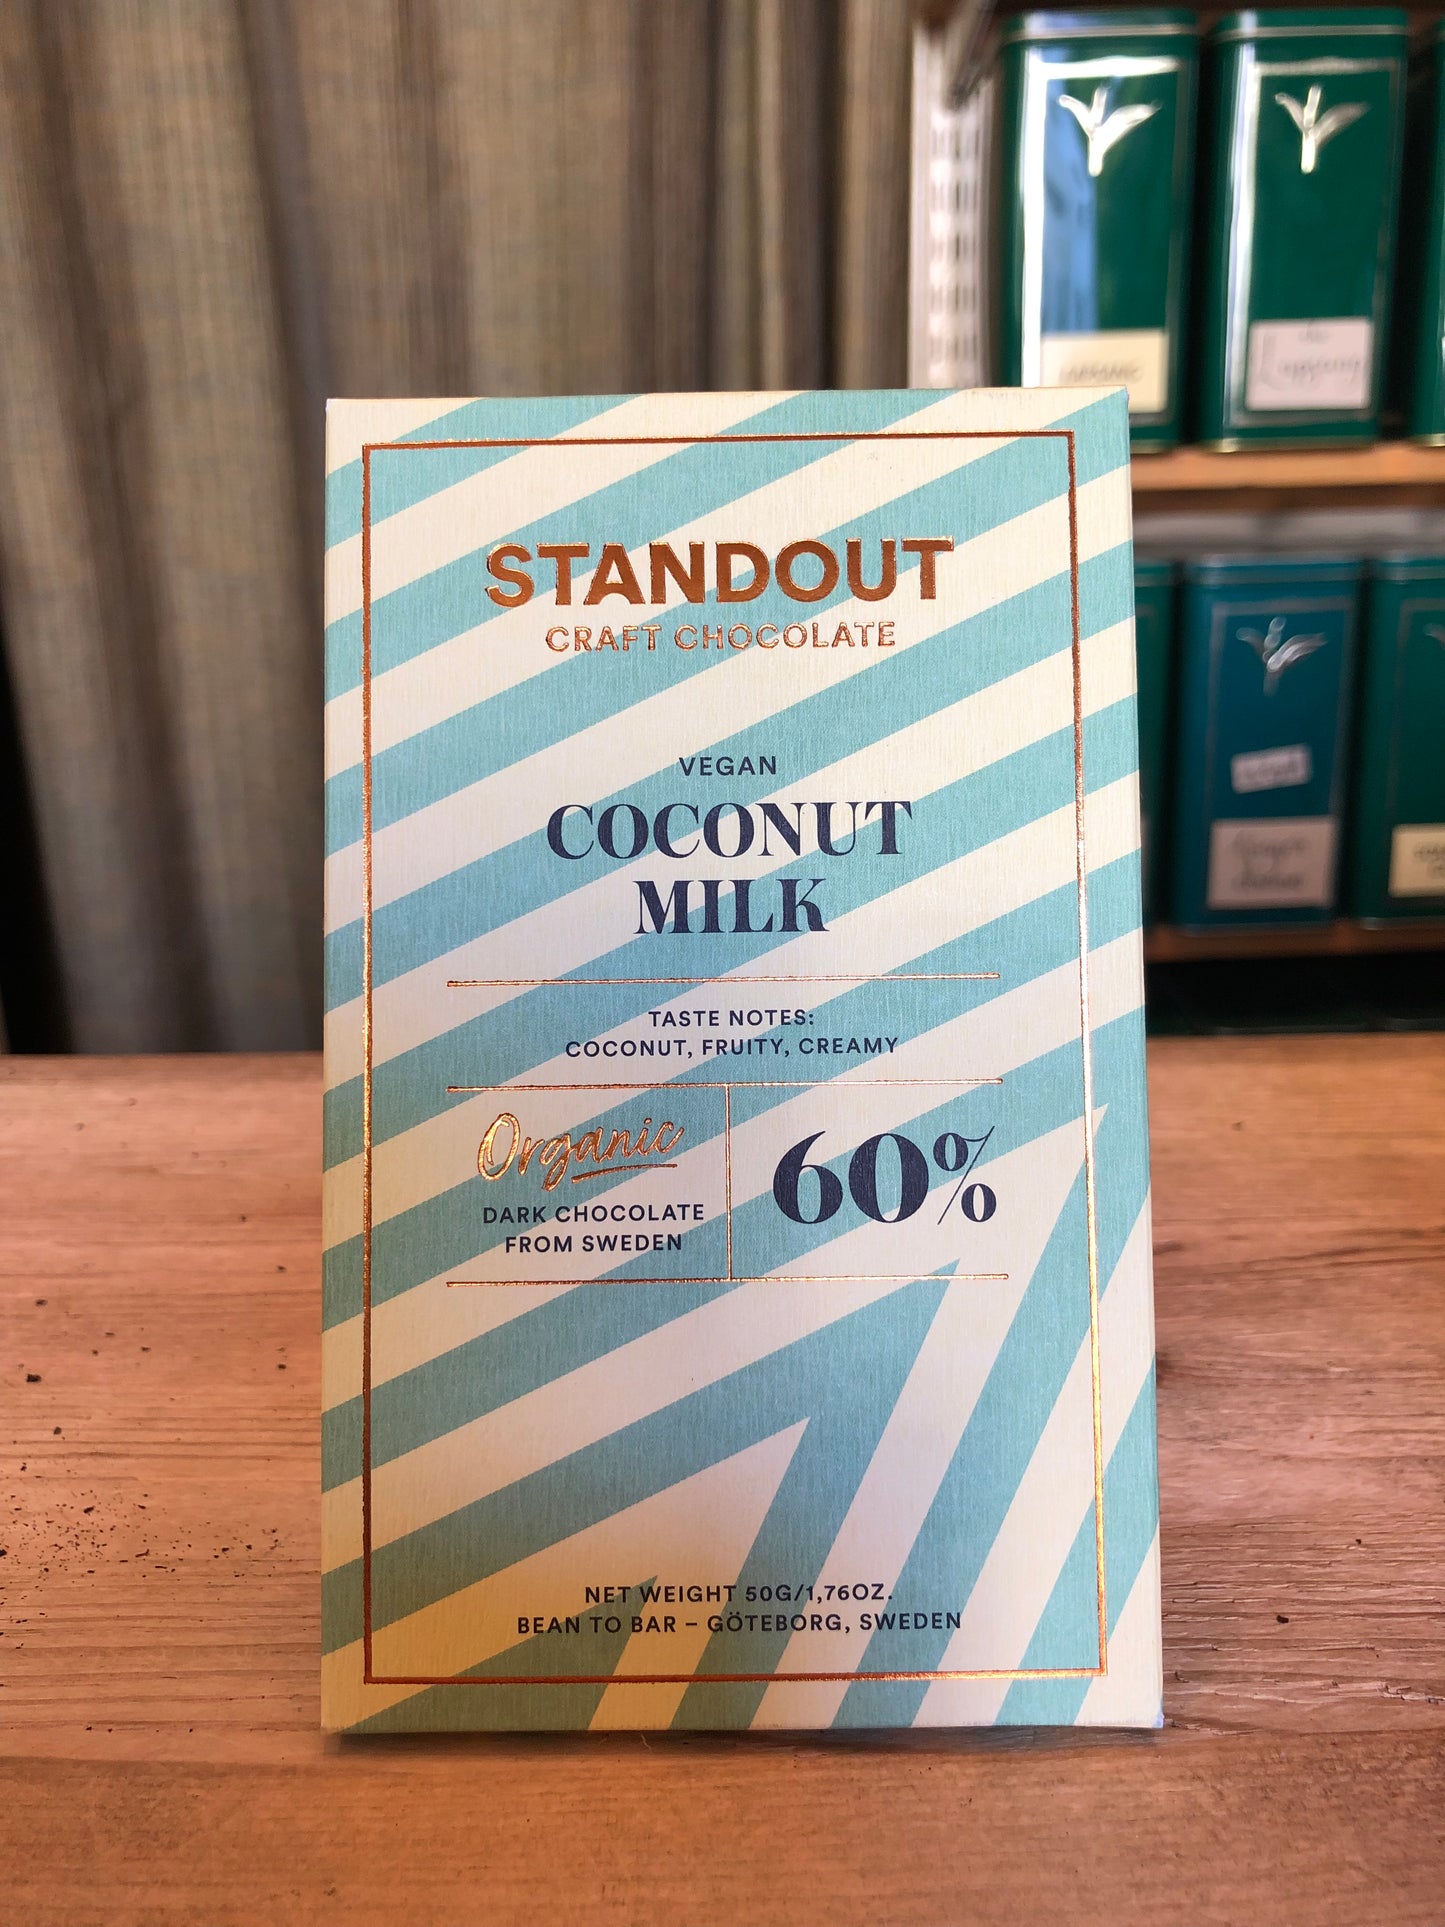 STANDOUT
CRAFT CHOCOLATE
VEGAN
COCONUT
MILK
TASTE NOTES:
COCONUT, FRUITY, CREAMY
Organic
DARK CHOCOLATE
FROM SWEDEN
60%
NET WEIGHT 50G/1,76OZ.
BEAN TO BAR – GÖTEBORG, SWEDEN